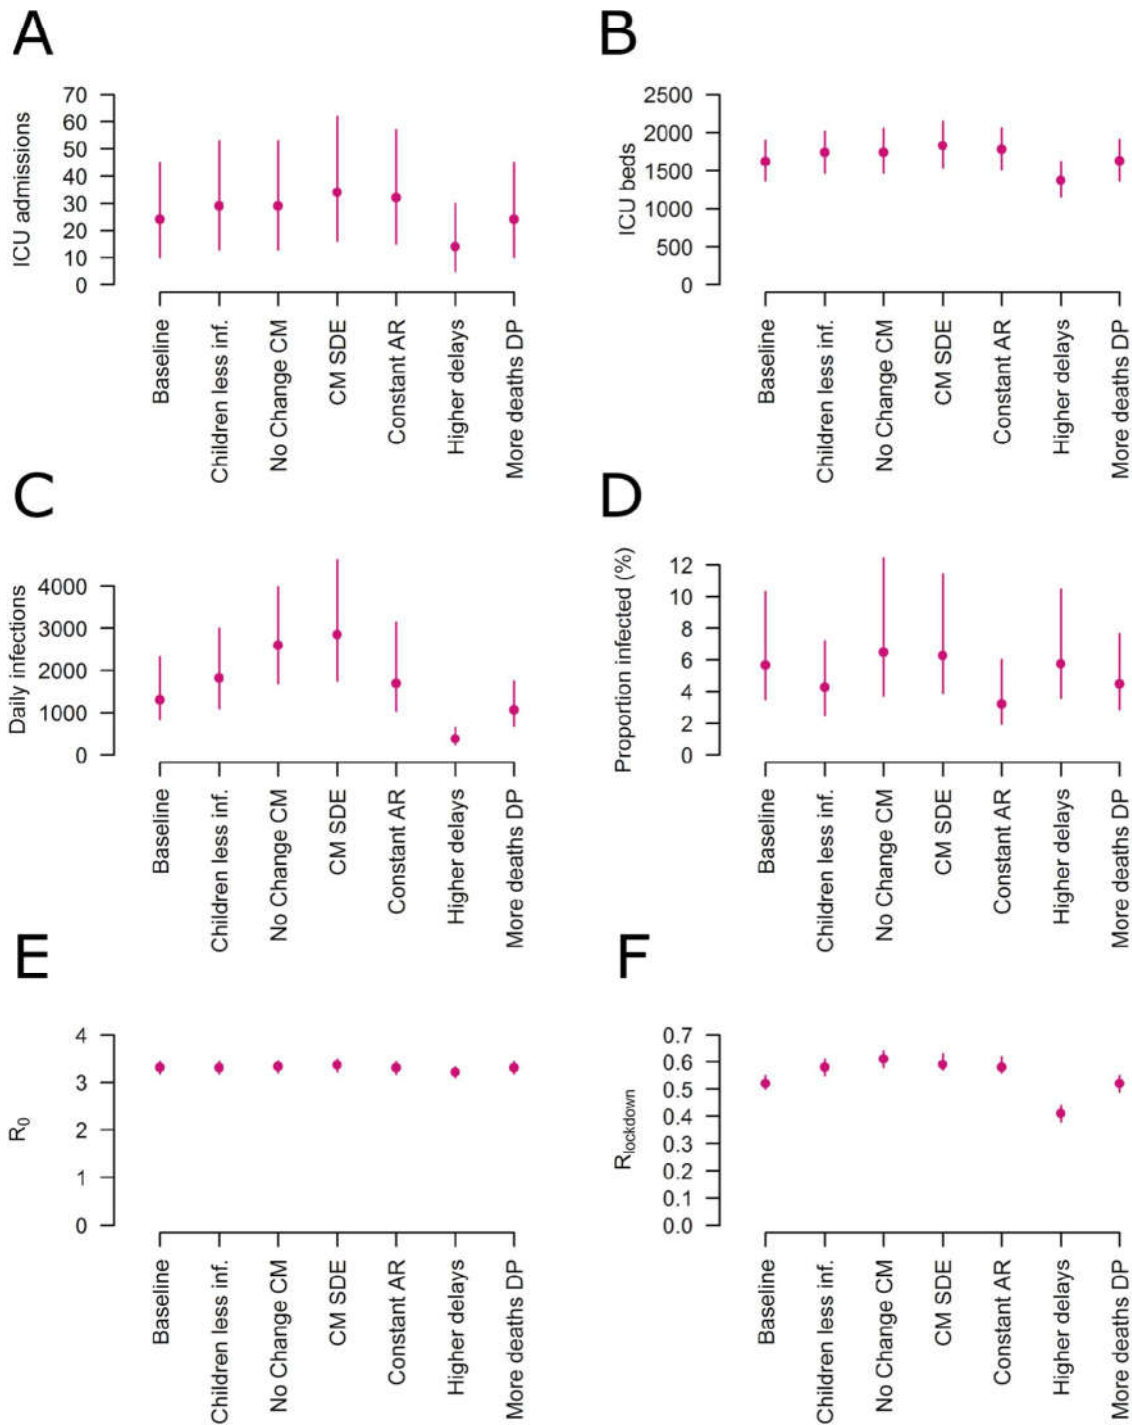 A
ICU admissions
70
60
50
40
30
20
10
0
Baseline
Children less inf.
No Change CM
CM SDE
Constant AR
Higher delays
More deaths DP
B
ICU beds
2500
2000
1500
1000
500
0
Baseline
Children less inf.
No Change CM
CM SDE
Constant AR
Higher delays
More deaths DP
C
Daily infections
4000
3000
2000
1000
0
Baseline
Children less inf.
No Change CM
CM SDE
Constant AR
Higher delays
More deaths DP
D
Proportion infected (%)
12
10
8
6
4
2
0
Baseline
Children less inf.
No Change CM
CM SDE
Constant AR
Higher delays
More deaths DP
E
R0
4
3
2
1
0
Baseline
Children less inf.
No Change CM
CM SDE
Constant AR
Higher delays
More deaths DP
F
Rlockdown
0.7
0.6
0.5
0.4
0.3
0.2
0.1
0.0
Baseline
Children less inf.
No Change CM
CM SDE
Constant AR
Higher delays
More deaths DP